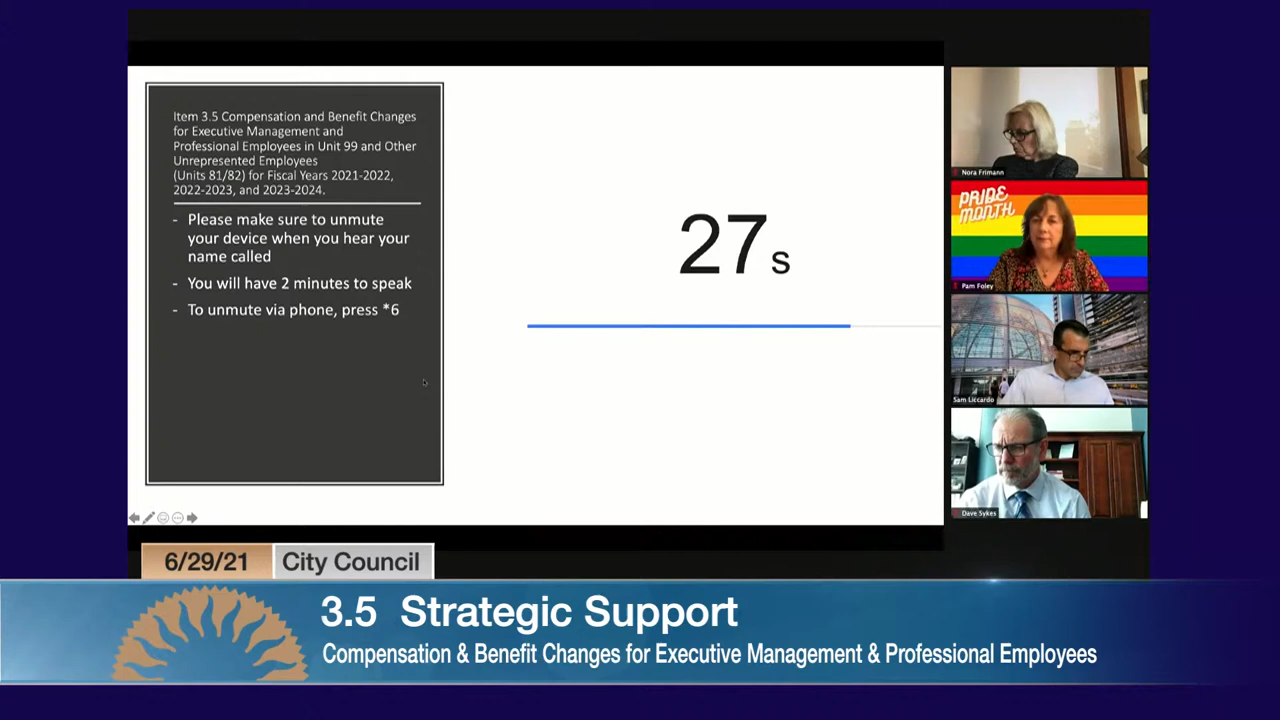 Item 3.5 Compensation and Benefit Changes
for Executive Management and
Professional Employees in Unit 99 and Other
Unrepresented Employees
(Units 81/82) for Fiscal Years 2021-2022,
2022-2023, and 2023-2024.
- Please make sure to unmute
your device when you hear your
name called
- You will have 2 minutes to speak
- To unmute via phone, press *6
27s
Nora Frimann
PRIDE
MONTH
Pam Foley
Sam Liccardo
Dave Sykes
6/29/21 City Council
3.5 Strategic Support
Compensation & Benefit Changes for Executive Management & Professional Employees